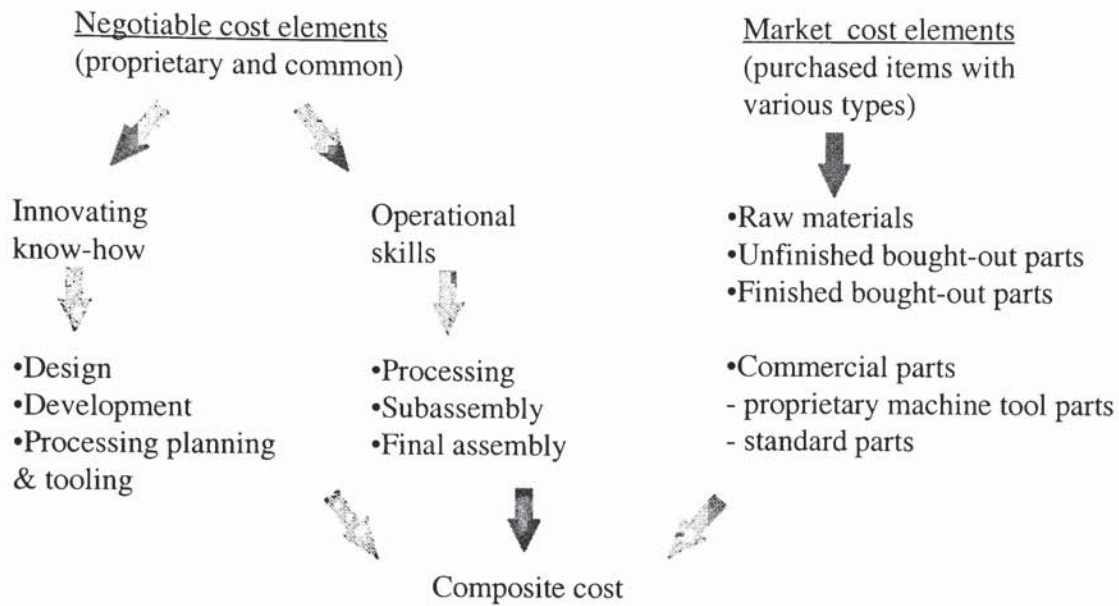 Negotiable cost elements
(proprietary and common)
Market cost elements
(purchased items with
various types)
Innovating
know-how
Operational
skills
•Raw materials
•Unfinished bought-out parts
•Finished bought-out parts
•Design
•Development
•Processing planning
& tooling
•Processing
•Subassembly
•Final assembly
•Commercial parts
- proprietary machine tool parts
- standard parts
Composite cost